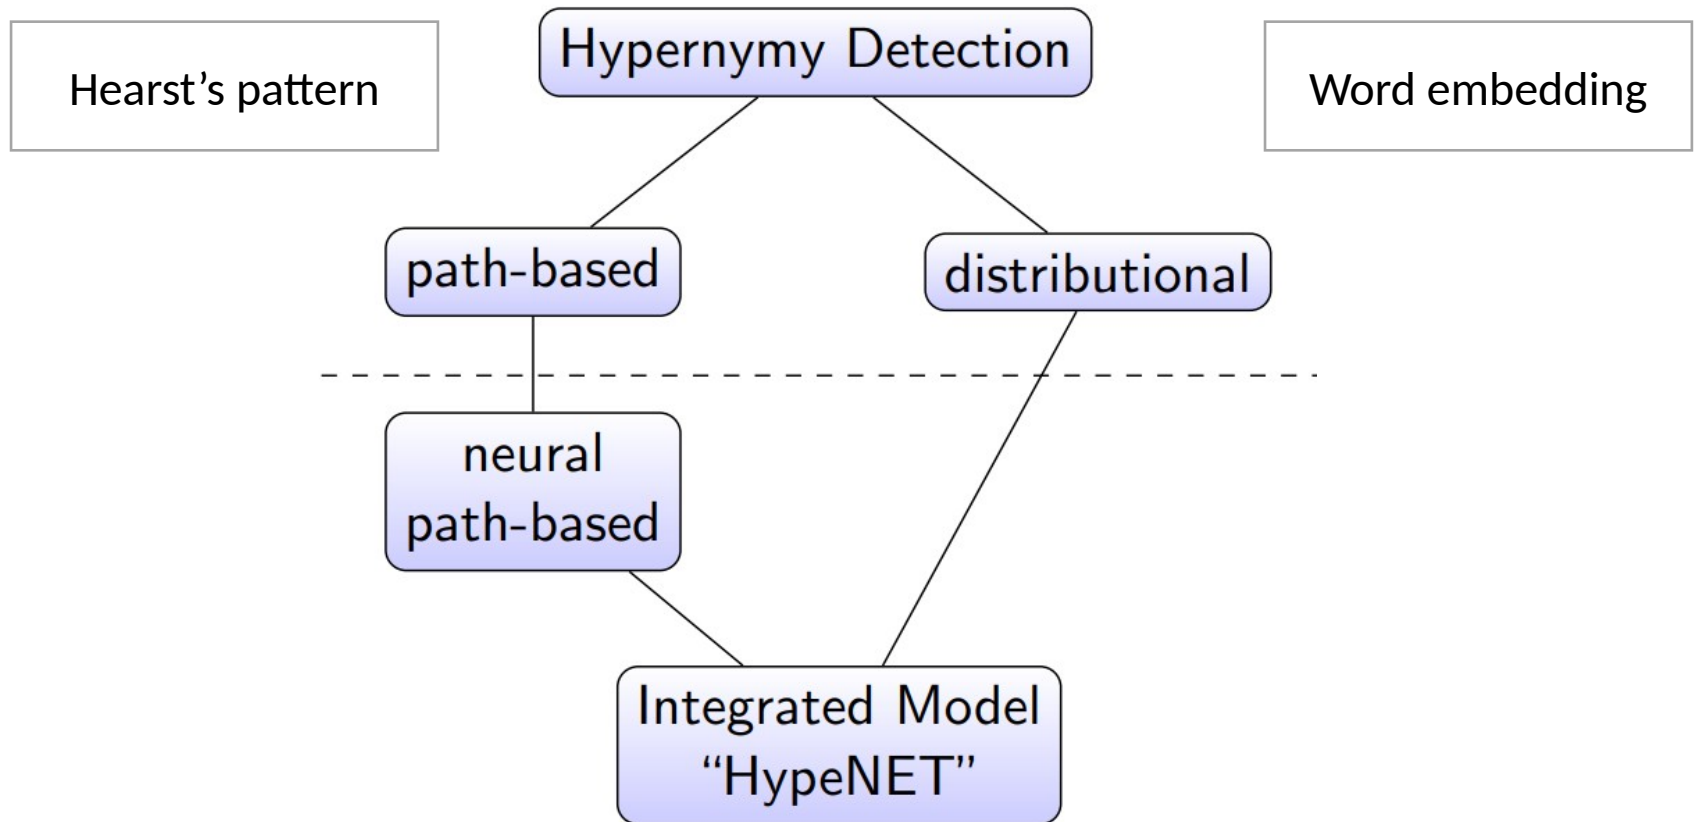 Hypernymy Detection
Hearst’s pattern
Word embedding
path-based
distributional
neural
path-based
Integrated Model
“HypeNET”